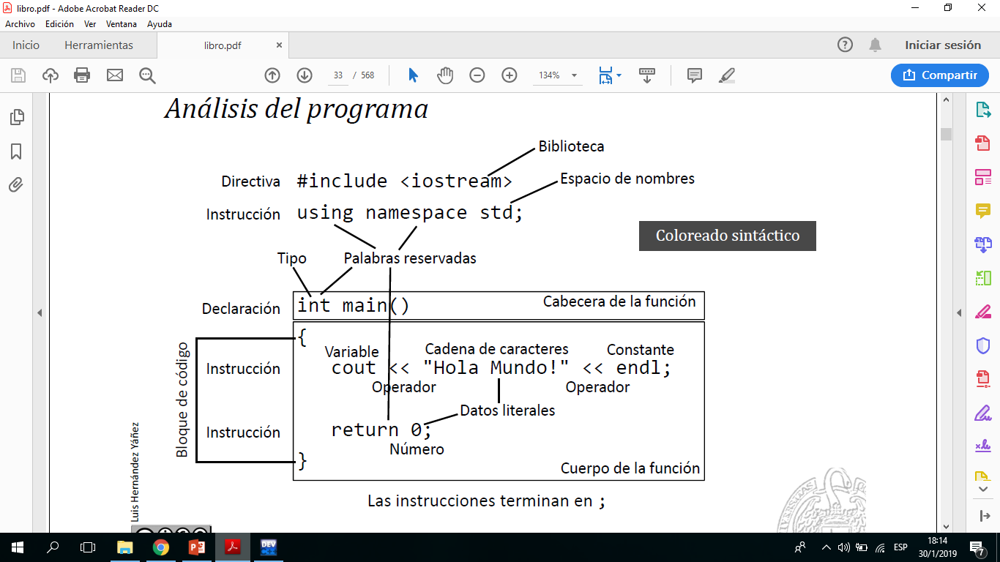 libro.pdf - Adobe Acrobat Reader DC
Archivo Edición Ver Ventana Ayuda
Inicio Herramientas libro.pdf × Iniciar sesión
33 / 568 134% Compartir
Análisis del programa
Biblioteca
Directiva #include <iostream>
Espacio de nombres
Instrucción using namespace std;
Coloreado sintáctico
Tipo Palabras reservadas
Declaración int main() Cabecera de la función
{
Variable Cadena de caracteres Constante
Instrucción cout << "Hola Mundo!" << endl;
Operador Operador
Datos literales
Instrucción return 0;
Número
}
Cuerpo de la función
Bloque de código
Luis Hernández Yáñez
Las instrucciones terminan en ;
DEV
ESP
18:14
30/1/2019
7